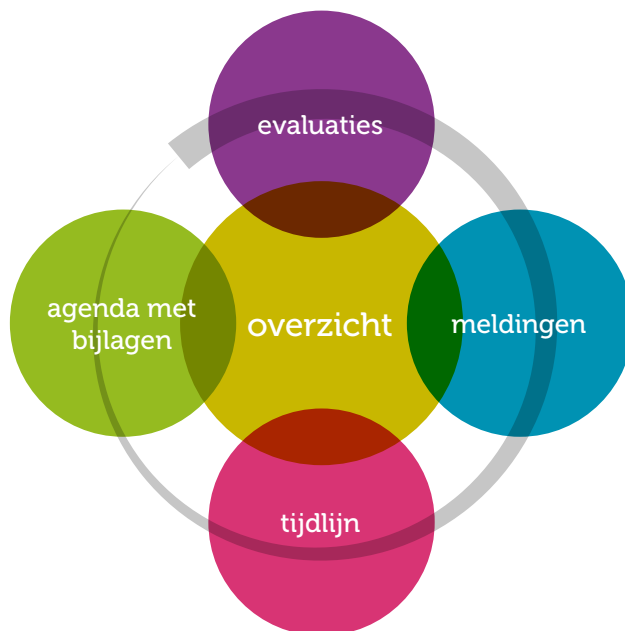 evaluaties
agenda met
bijlagen
overzicht
meldingen
tijdlijn